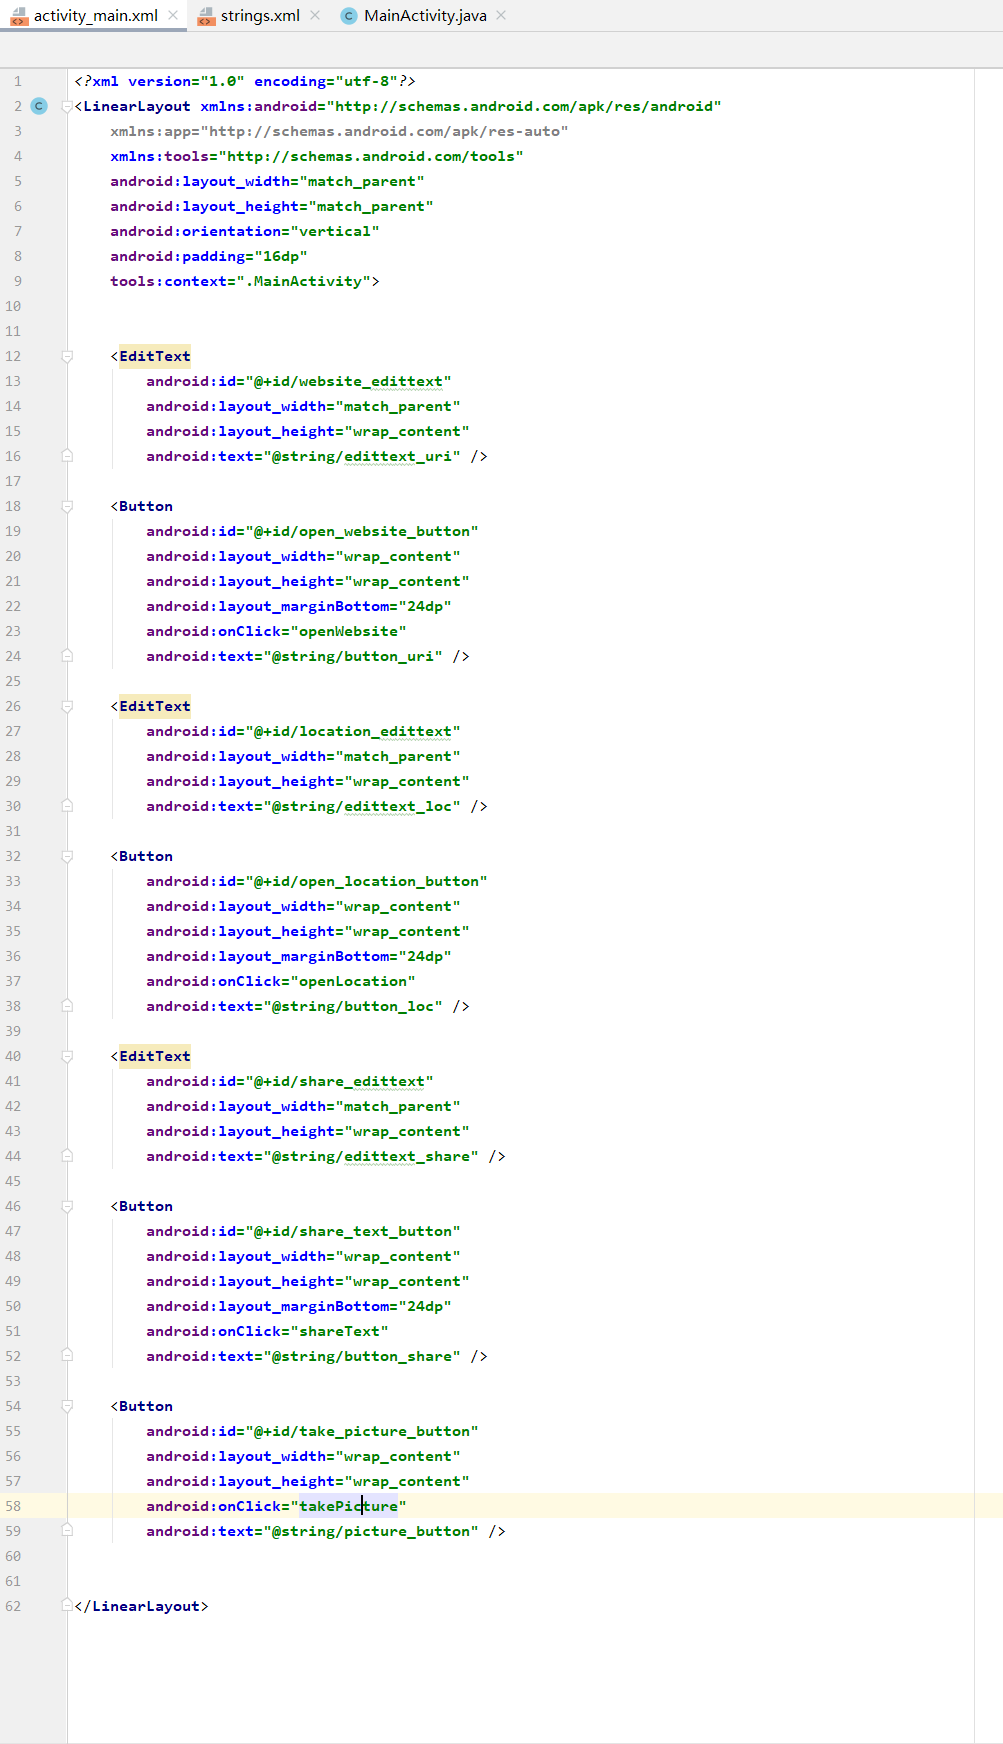 activity_main.xml strings.xml MainActivity.java
1 <?xml version="1.0" encoding="utf-8"?>
2 <LinearLayout xmlns:android="http://schemas.android.com/apk/res/android"
3 xmlns:app="http://schemas.android.com/apk/res-auto"
4 xmlns:tools="http://schemas.android.com/tools"
5 android:layout_width="match_parent"
6 android:layout_height="match_parent"
7 android:orientation="vertical"
8 android:padding="16dp"
9 tools:context=".MainActivity">
10
11
12 <EditText
13 android:id="@+id/website_edittext"
14 android:layout_width="match_parent"
15 android:layout_height="wrap_content"
16 android:text="@string/edittext_uri" />
17
18 <Button
19 android:id="@+id/open_website_button"
20 android:layout_width="wrap_content"
21 android:layout_height="wrap_content"
22 android:layout_marginBottom="24dp"
23 android:onClick="openWebsite"
24 android:text="@string/button_uri" />
25
26 <EditText
27 android:id="@+id/location_edittext"
28 android:layout_width="match_parent"
29 android:layout_height="wrap_content"
30 android:text="@string/edittext_loc" />
31
32 <Button
33 android:id="@+id/open_location_button"
34 android:layout_width="wrap_content"
35 android:layout_height="wrap_content"
36 android:layout_marginBottom="24dp"
37 android:onClick="openLocation"
38 android:text="@string/button_loc" />
39
40 <EditText
41 android:id="@+id/share_edittext"
42 android:layout_width="match_parent"
43 android:layout_height="wrap_content"
44 android:text="@string/edittext_share" />
45
46 <Button
47 android:id="@+id/share_text_button"
48 android:layout_width="wrap_content"
49 android:layout_height="wrap_content"
50 android:layout_marginBottom="24dp"
51 android:onClick="shareText"
52 android:text="@string/button_share" />
53
54 <Button
55 android:id="@+id/take_picture_button"
56 android:layout_width="wrap_content"
57 android:layout_height="wrap_content"
58 android:onClick="takePicture"
59 android:text="@string/picture_button" />
60
61
62 </LinearLayout>